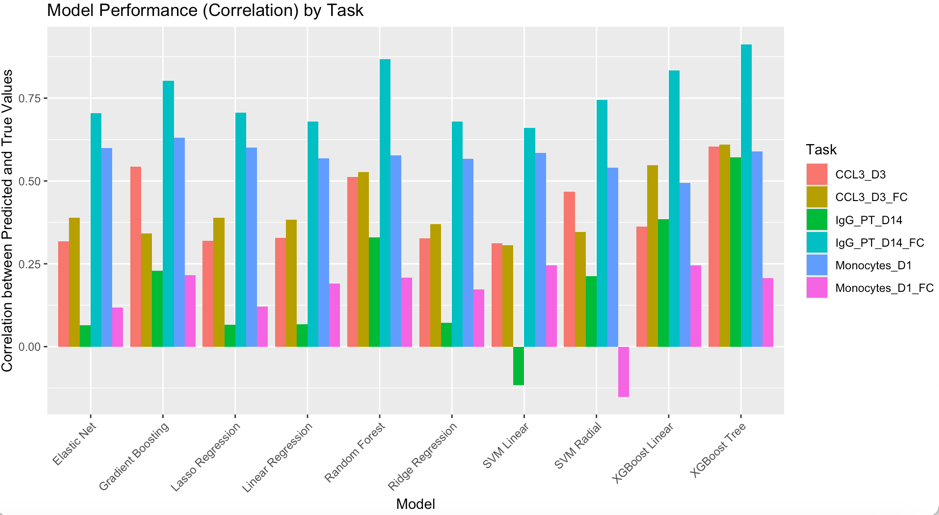 Model Performance (Correlation) by Task
Correlation between Predicted and True Values
0.75
0.50
0.25
0.00
Elastic Net
Gradient Boosting
Lasso Regression
Linear Regression
Random Forest
Ridge Regression
SVM Linear
SVM Radial
XGBoost Linear
XGBoost Tree
Model
Task
CCL3_D3
CCL3_D3_FC
IgG_PT_D14
IgG_PT_D14_FC
Monocytes_D1
Monocytes_D1_FC